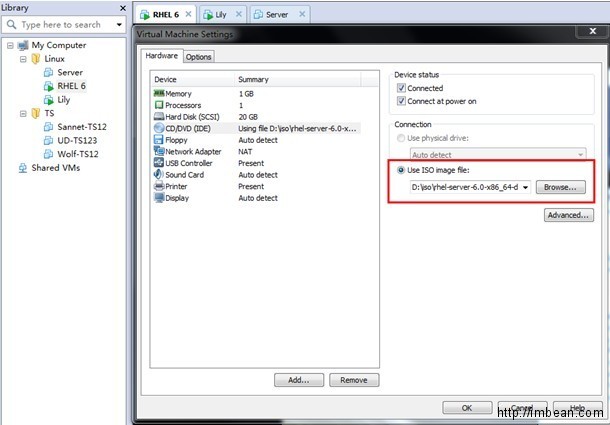 Library
Type here to search
My Computer
Linux
Server
RHEL 6
Lily
TS
Sannet-TS12
UD-TS123
Wolf-TS12
Shared VMs
RHEL 6
Lily
Server
Virtual Machine Settings
Hardware
Options
Device Summary
Memory 1 GB
Processors 1
Hard Disk (SCSI) 20 GB
CD/DVD (IDE) Using file D:\iso\rhel-server-6.0-x...
Floppy Auto detect
Network Adapter NAT
USB Controller Present
Sound Card Auto detect
Printer Present
Display Auto detect
Add...
Remove
Device status
Connected
Connect at power on
Connection
Use physical drive:
Auto detect
Use ISO image file:
D:\iso\rhel-server-6.0-x86_64-d
Browse...
Advanced...
OK
Cancel
Help
http://lmbean.com